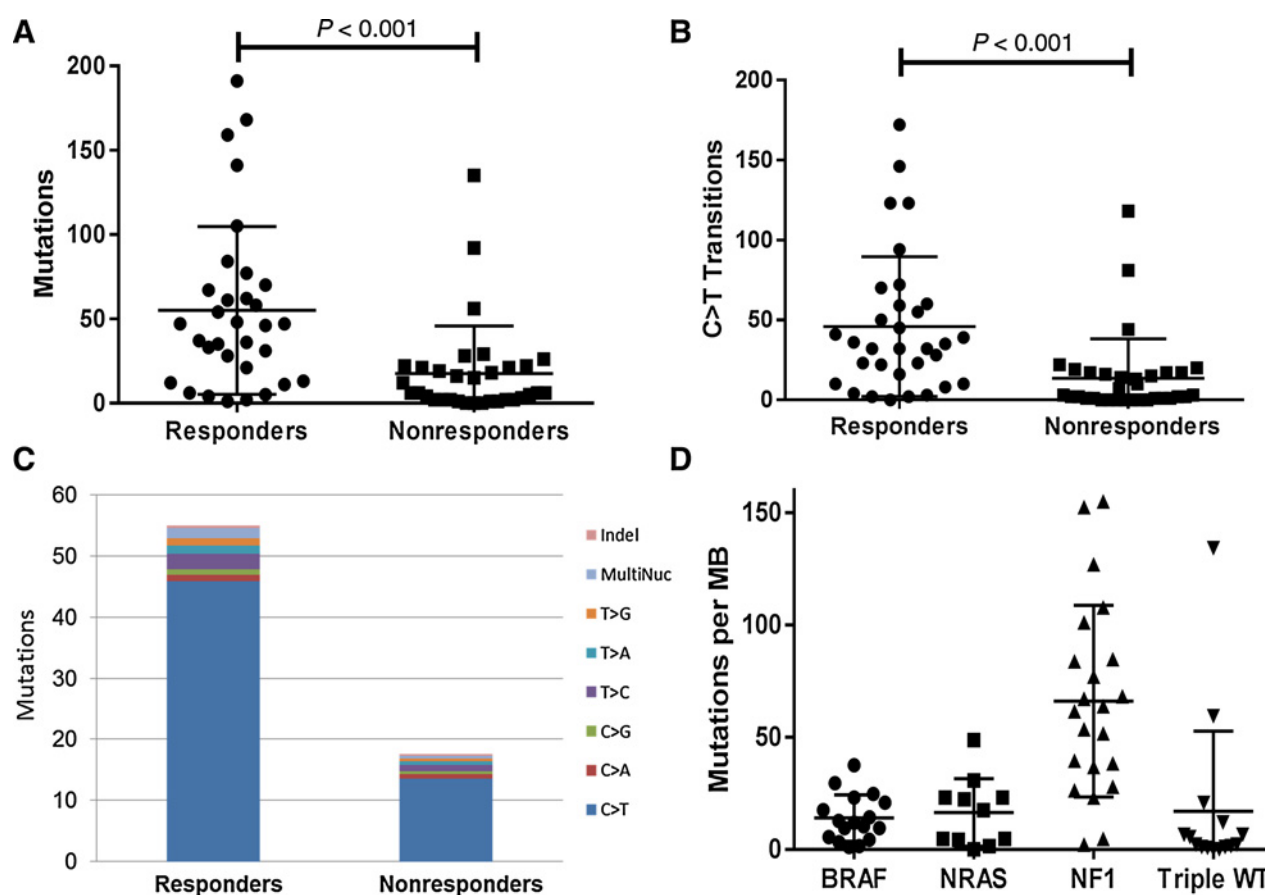 A
P < 0.001
Mutations
200
150
100
50
0
Responders
Nonresponders
B
P < 0.001
C>T Transitions
200
150
100
50
0
Responders
Nonresponders
C
Mutations
60
50
40
30
20
10
0
Responders
Nonresponders
Indel
MultiNuc
T>G
T>A
T>C
C>G
C>A
C>T
D
Mutations per MB
150
100
50
0
BRAF
NRAS
NF1
Triple WT